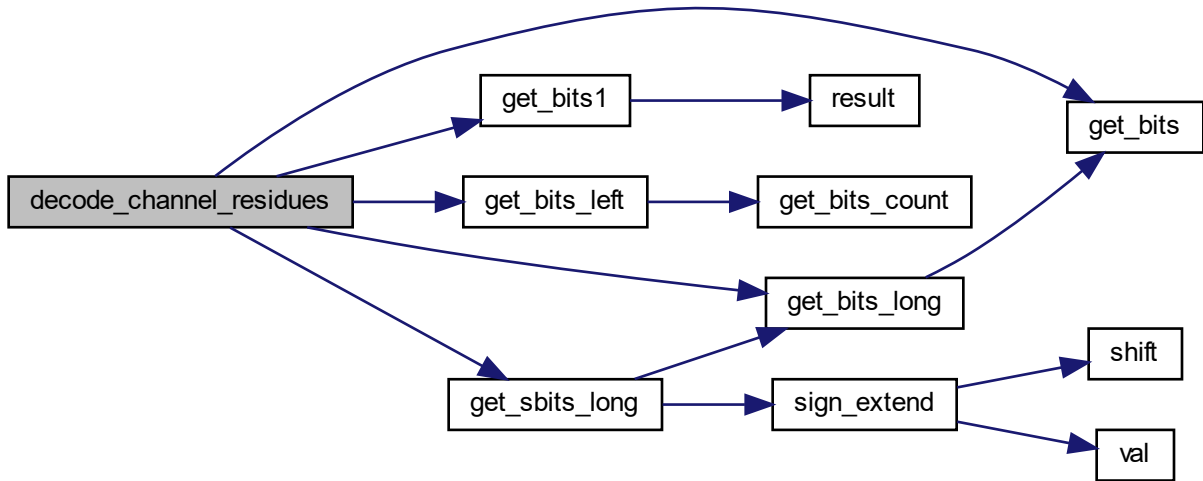 get_bits1
result
get_bits
decode_channel_residues
get_bits_left
get_bits_count
get_bits_long
shift
get_sbits_long
sign_extend
val